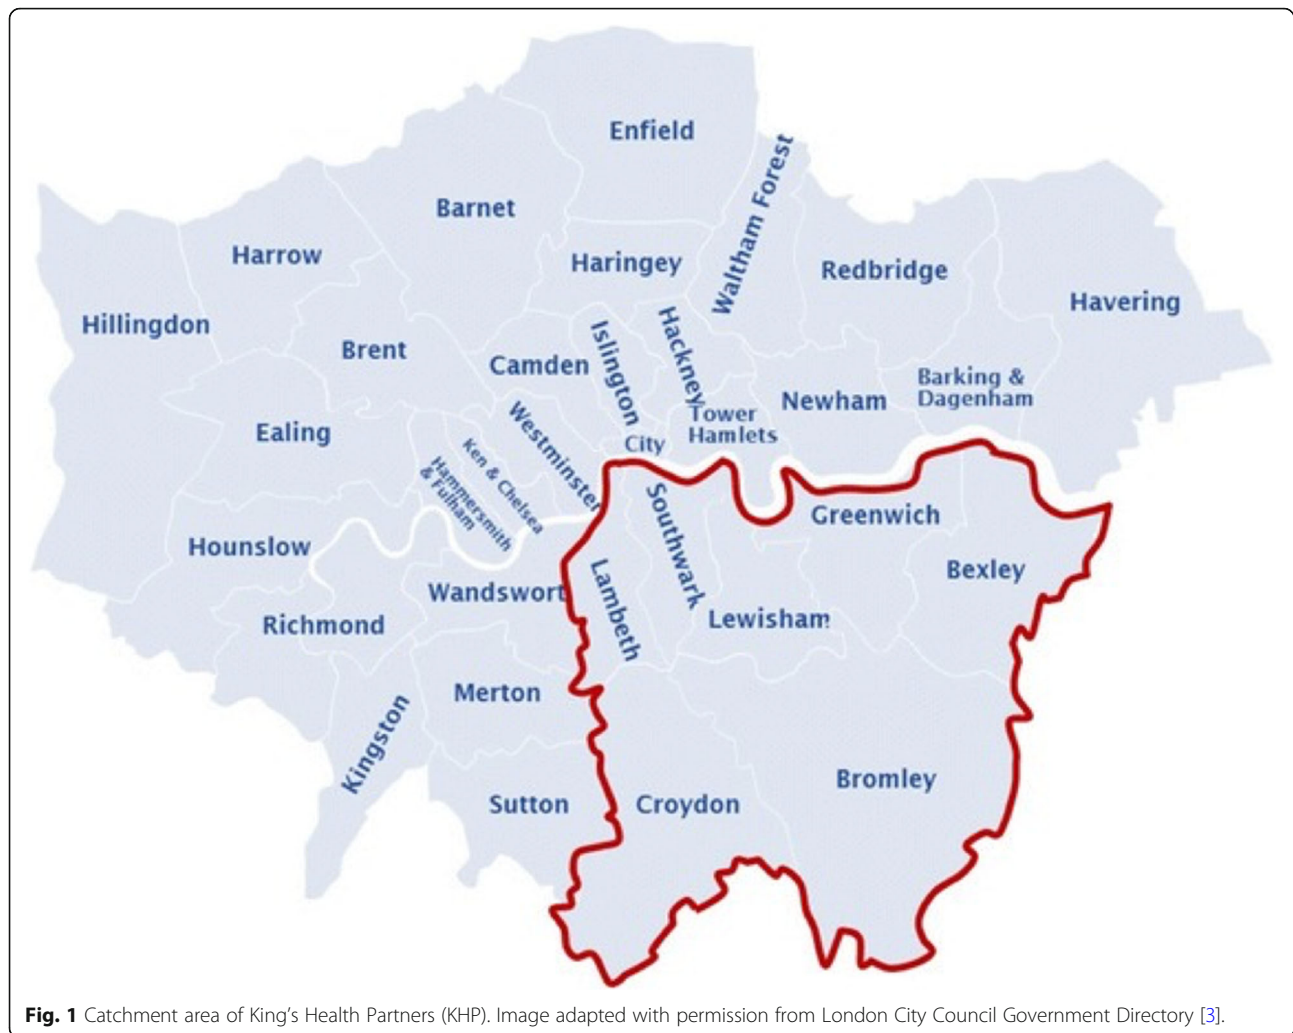 Enfield
Barnet
Waltham Forest
Harrow
Haringey
Redbridge
Havering
Hillingdon
Brent
Camden
Islington
Hackney
Newham
Barking &
Dagenham
Ealing
Westminster
City
Tower
Hamlets
Ken & Chelsea
Hammersmith
& Fulham
Hounslow
Southwark
Greenwich
Bexley
Wandswort
Lambeth
Lewisham
Richmond
Merton
Kingston
Sutton
Croydon
Bromley
Fig. 1 Catchment area of King's Health Partners (KHP). Image adapted with permission from London City Council Government Directory [3].